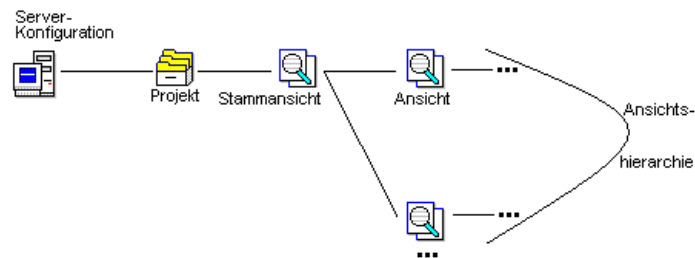 Server-
Konfiguration
Projekt
Stammansicht
Ansicht
...
Ansichts-
hierarchie
...
...